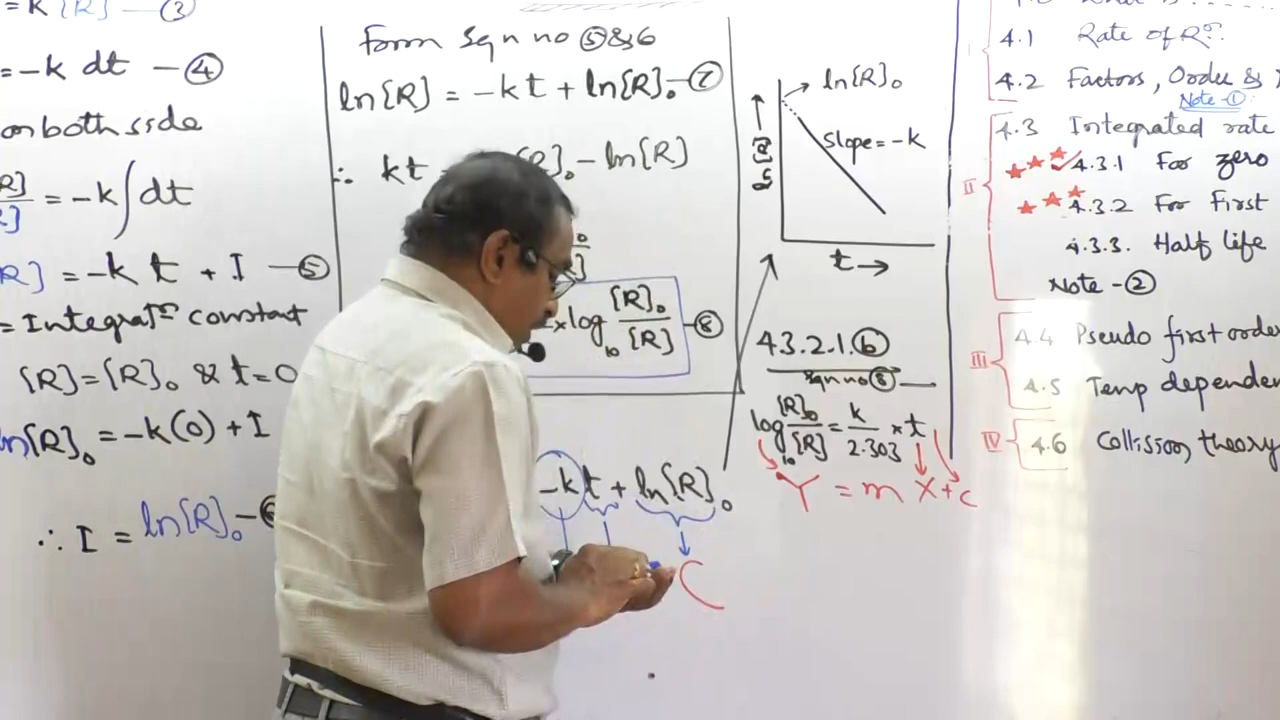 = K [R] — ③
= -k dt — ④
on both side
= -k ∫ dt
R] = -k t + I — ⑤
= Integratⁿ constant
[R] = [R]₀ & t = 0
ln[R]₀ = -k(0) + I
∴ I = ln[R]₀ — ⑥
Form Eqn no ⑤ & 6
ln[R] = -kt + ln[R]₀ — ⑦
∴ kt - ln[R]
× log₁₀ [R]₀ / [R] — ⑧
-kt + ln[R]₀
C
ln[R]₀
ln[R]
slope = -k
t →
4.3.2.1.ⓑ
Eqn no ⑧
log₁₀ [R]₀ / [R] = k / 2.303 × t
Y = m X + C
4.1 Rate of Rⁿ.
4.2 Factors, Order &
Note-①
II 4.3 Integrated rate
4.3.1 For zero
4.3.2 For First
4.3.3. Half life
Note - ②
III 4.4 Pseudo first order
4.5 Temp dependen
IV 4.6 Collision theory